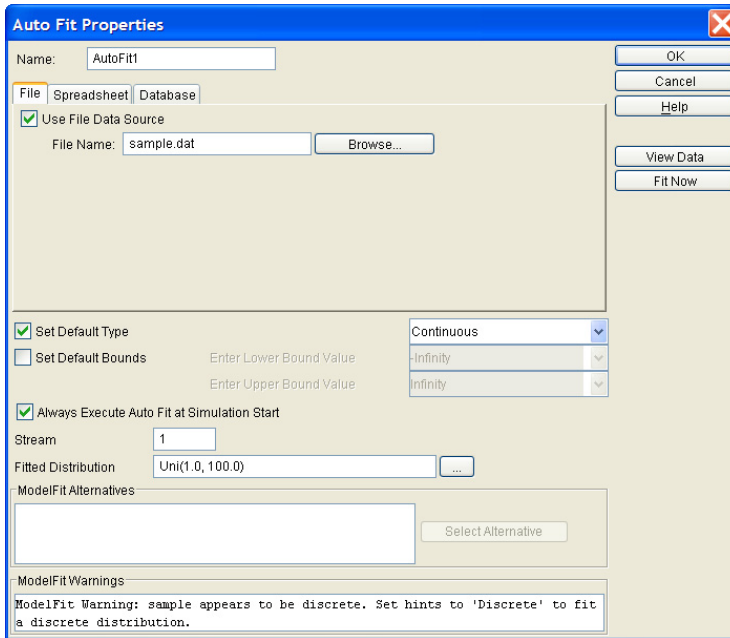 Auto Fit Properties
Name: AutoFit1
OK
Cancel
Help
View Data
Fit Now
File Spreadsheet Database
Use File Data Source
File Name: sample.dat Browse...
Set Default Type Continuous
Set Default Bounds Enter Lower Bound Value -Infinity
Enter Upper Bound Value Infinity
Always Execute Auto Fit at Simulation Start
Stream 1
Fitted Distribution Uni(1.0, 100.0) ...
ModelFit Alternatives
Select Alternative
ModelFit Warnings
ModelFit Warning: sample appears to be discrete. Set hints to 'Discrete' to fit
a discrete distribution.